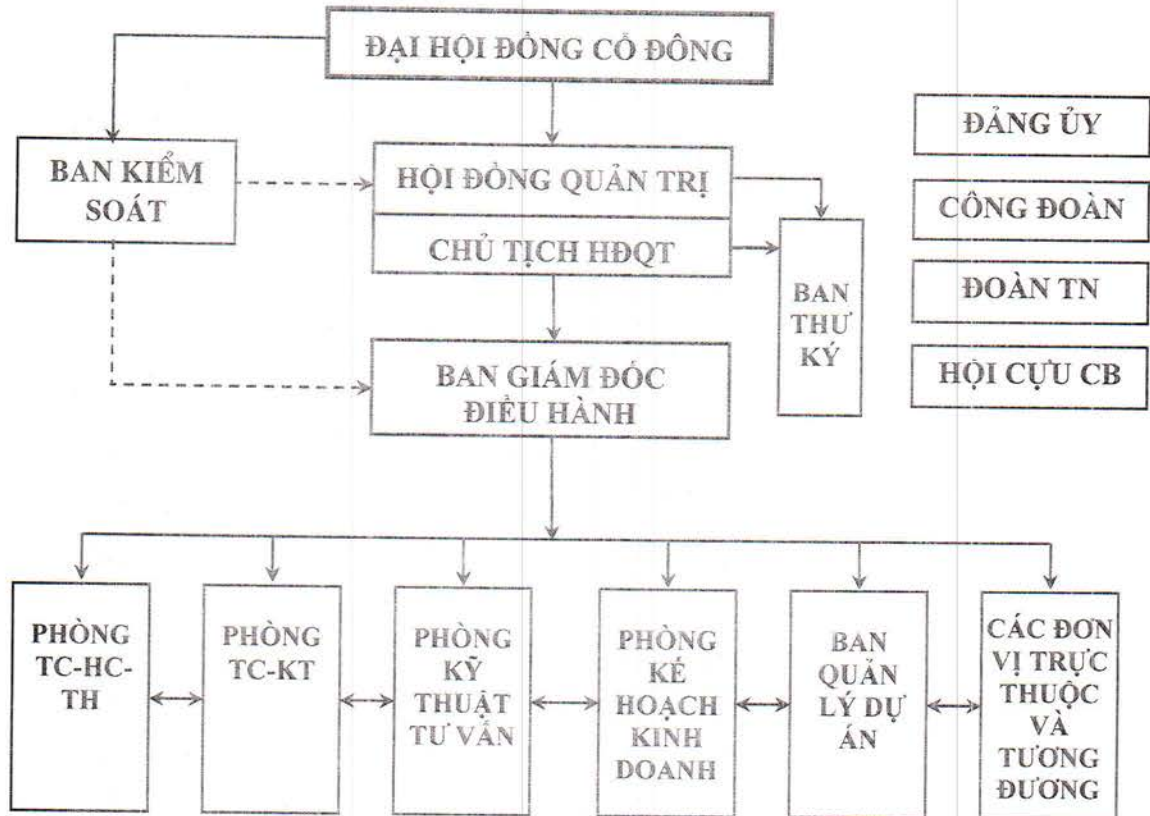 ĐẠI HỘI ĐỒNG CỔ ĐÔNG
BAN KIỂM
SOÁT
HỘI ĐỒNG QUẢN TRỊ
CHỦ TỊCH HĐQT
BAN
THƯ
KÝ
BAN GIÁM ĐỐC
ĐIỀU HÀNH
ĐẢNG ỦY
CÔNG ĐOÀN
ĐOÀN TN
HỘI CỰU CB
PHÒNG
TC-HC-
TH
PHÒNG
TC-KT
PHÒNG
KỸ
THUẬT
TƯ VẤN
PHÒNG
KẾ
HOẠCH
KINH
DOANH
BAN
QUẢN
LÝ DỰ
ÁN
CÁC ĐƠN
VỊ TRỰC
THUỘC
VÀ
TƯƠNG
ĐƯƠNG